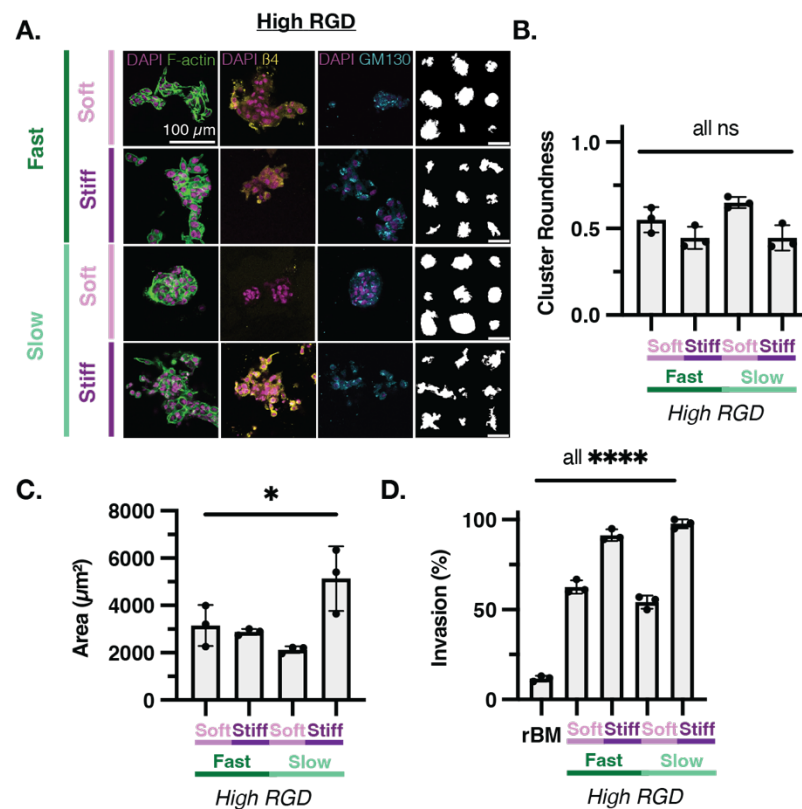 High RGD
A.
Fast
Slow
Soft
Stiff
Soft
Stiff
DAPI F-actin
DAPI β4
DAPI GM130
100 µm
B.
Cluster Roundness
1.0
0.5
0.0
all ns
Soft Stiff Soft Stiff
Fast Slow
High RGD
C.
Area (µm²)
8000
6000
4000
2000
0
*
Soft Stiff Soft Stiff
Fast Slow
High RGD
D.
Invasion (%)
100
50
0
all ****
rBM Soft Stiff Soft Stiff
Fast Slow
High RGD